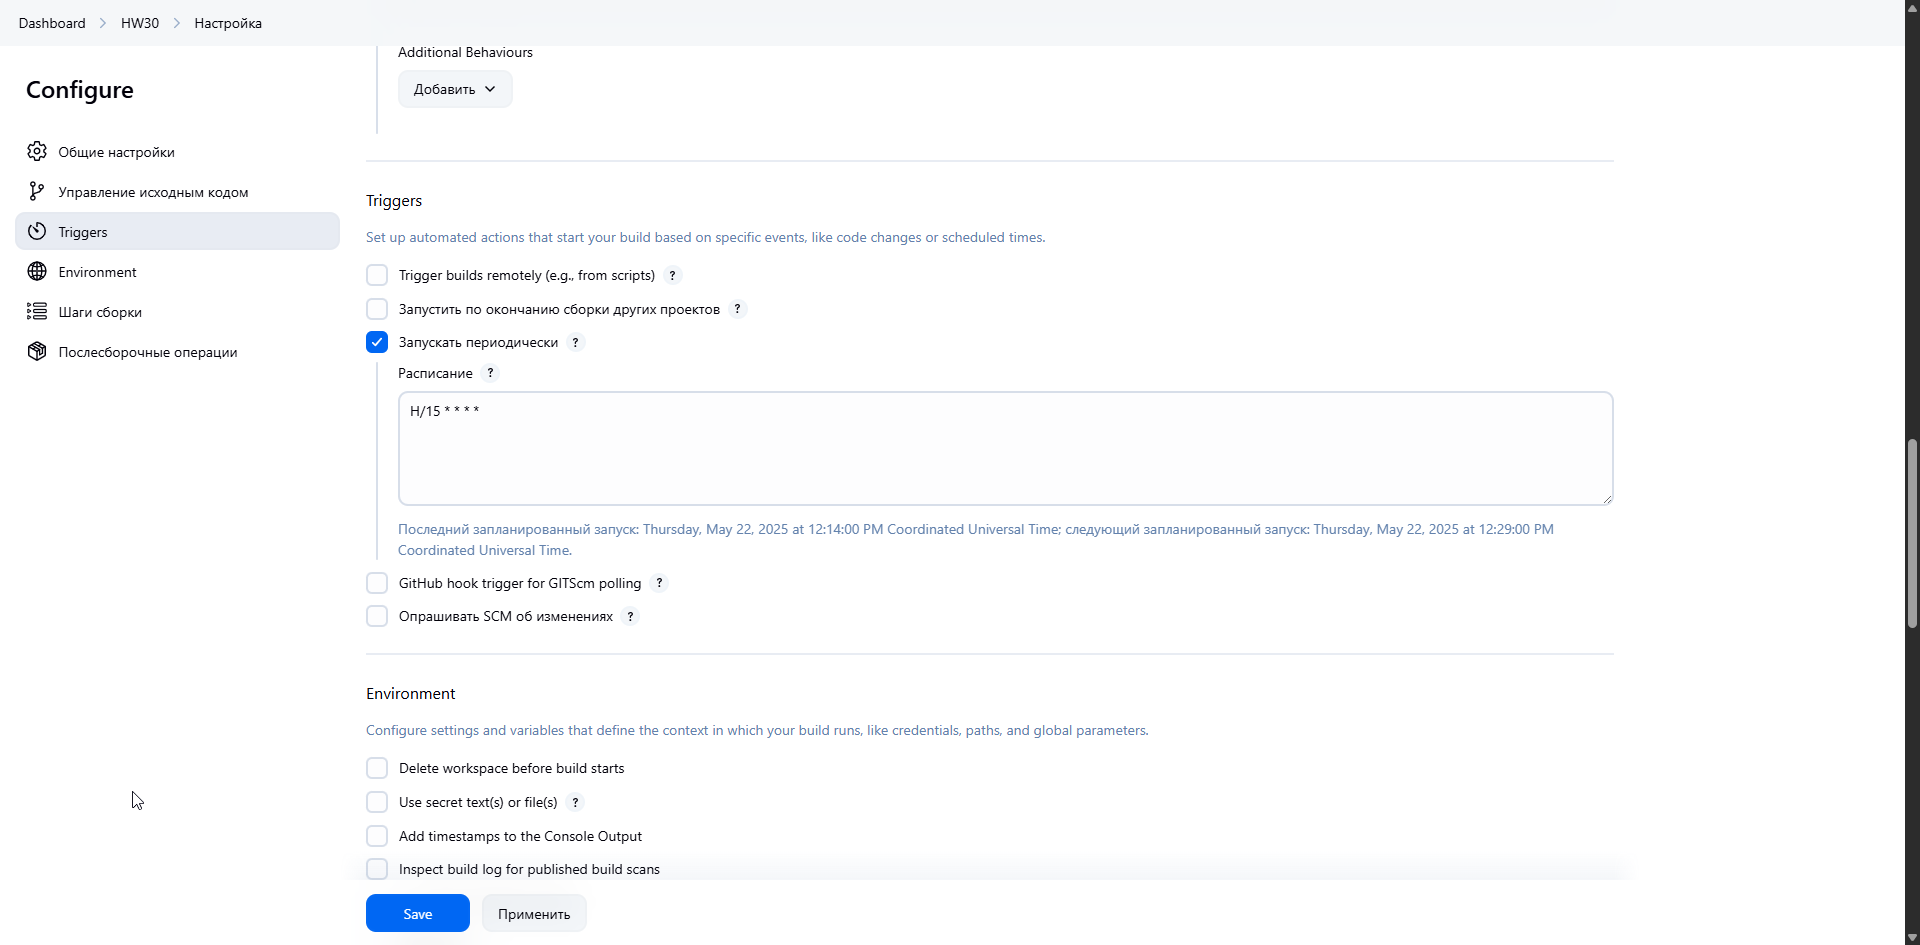 Dashboard > HW30 > Настройка
Configure
Общие настройки
Управление исходным кодом
Triggers
Environment
Шаги сборки
Послесборочные операции
Additional Behaviours
Добавить
Triggers
Set up automated actions that start your build based on specific events, like code changes or scheduled times.
Trigger builds remotely (e.g., from scripts) ?
Запустить по окончанию сборки других проектов ?
Запускать периодически ?
Расписание ?
H/15 * * * *
Последний запланированный запуск: Thursday, May 22, 2025 at 12:14:00 PM Coordinated Universal Time; следующий запланированный запуск: Thursday, May 22, 2025 at 12:29:00 PM
Coordinated Universal Time.
GitHub hook trigger for GITScm polling ?
Опрашивать SCM об изменениях ?
Environment
Configure settings and variables that define the context in which your build runs, like credentials, paths, and global parameters.
Delete workspace before build starts
Use secret text(s) or file(s) ?
Add timestamps to the Console Output
Inspect build log for published build scans
Save
Применить